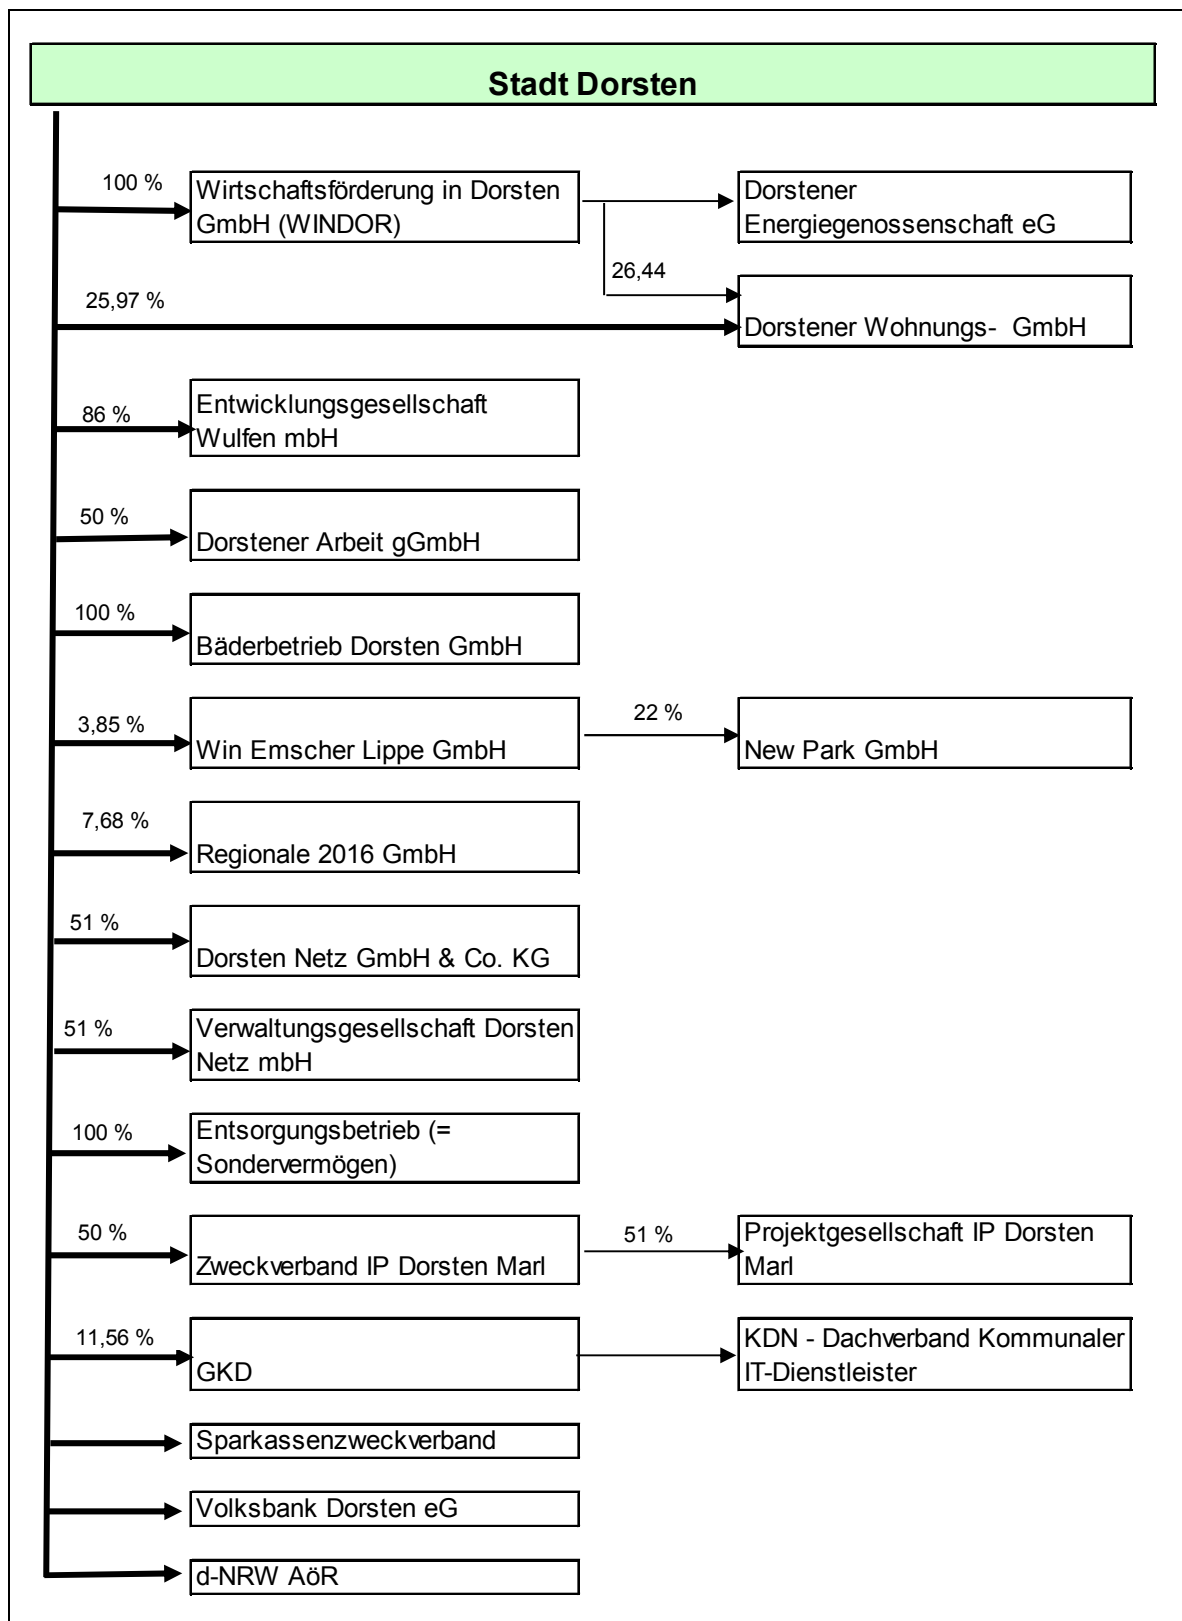 Stadt Dorsten
100 %
Wirtschaftsförderung in Dorsten
GmbH (WINDOR)
Dorstener
Energiegenossenschaft eG
26,44
25,97 %
Dorstener Wohnungs- GmbH
86 %
Entwicklungsgesellschaft
Wulfen mbH
50 %
Dorstener Arbeit gGmbH
100 %
Bäderbetrieb Dorsten GmbH
3,85 %
Win Emscher Lippe GmbH
22 %
New Park GmbH
7,68 %
Regionale 2016 GmbH
51 %
Dorsten Netz GmbH & Co. KG
51 %
Verwaltungsgesellschaft Dorsten
Netz mbH
100 %
Entsorgungsbetrieb (=
Sondervermögen)
50 %
Zweckverband IP Dorsten Marl
51 %
Projektgesellschaft IP Dorsten
Marl
11,56 %
GKD
KDN - Dachverband Kommunaler
IT-Dienstleister
Sparkassenzweckverband
Volksbank Dorsten eG
d-NRW AöR